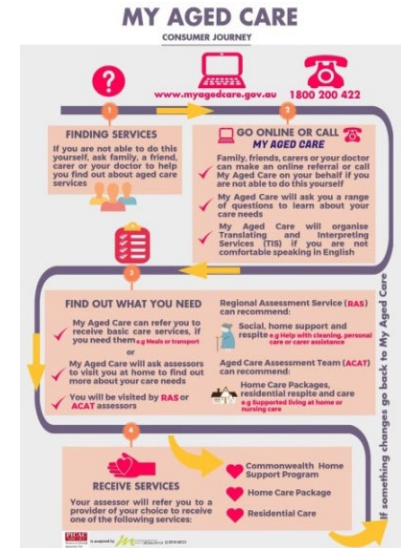 MY AGED CARE
CONSUMER JOURNEY
?
www.myagedcare.gov.au
1800 200 422
1
2
FINDING SERVICES
If you are not able to do this
yourself, ask family, a friend,
carer or your doctor to help
you find out about aged care
services
GO ONLINE OR CALL
MY AGED CARE
Family, friends, carers or your doctor
can make an online referral or call
My Aged Care on your behalf if you
are not able to do this yourself
My Aged Care will ask you a range
of questions to learn about your
care needs
My Aged Care will organise
Translating and Interpreting
Services (TIS) if you are not
comfortable speaking in English
3
FIND OUT WHAT YOU NEED
My Aged Care can refer you to
receive basic care services, if
you need them e.g Meals or transport
or
My Aged Care will ask assessors
to visit you at home to find out
more about your care needs
You will be visited by RAS or
ACAT assessors
Regional Assessment Service (RAS)
can recommend:
Social, home support and
respite e.g Help with cleaning, personal
care or carer assistance
Aged Care Assessment Team (ACAT)
can recommend:
Home Care Packages,
residential respite and care
e.g Supported living at home or
nursing care
4
RECEIVE SERVICES
Your assessor will refer you to a
provider of your choice to receive
one of the following services:
Commonwealth Home
Support Program
Home Care Package
Residential Care
If something changes go back to My Aged Care
PICAC